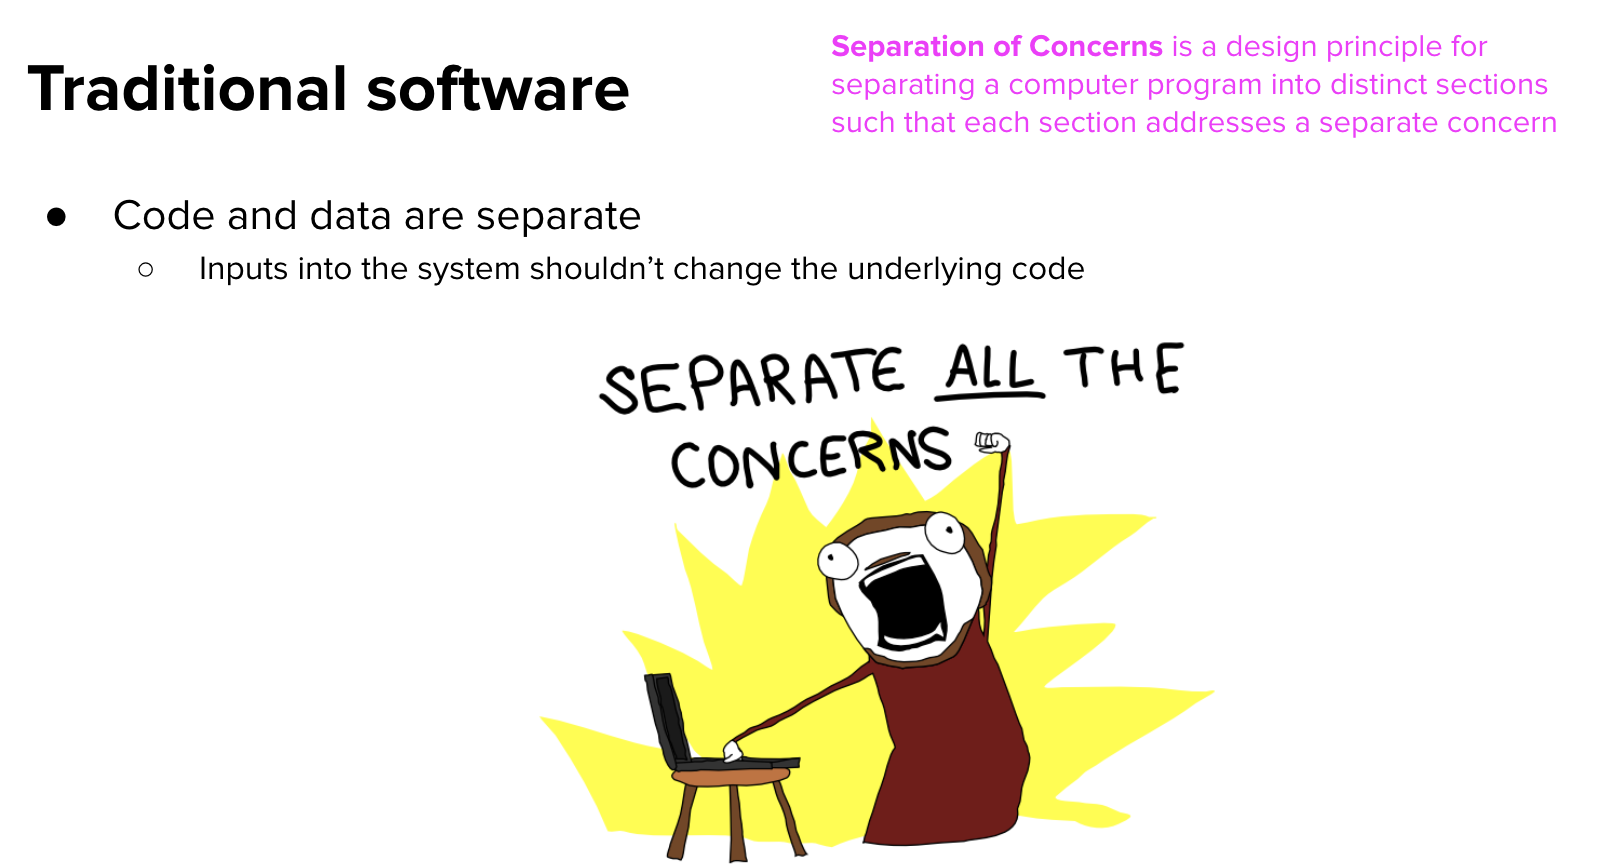 Traditional software
Separation of Concerns is a design principle for
separating a computer program into distinct sections
such that each section addresses a separate concern
● Code and data are separate
○ Inputs into the system shouldn’t change the underlying code
SEPARATE ALL THE
CONCERNS